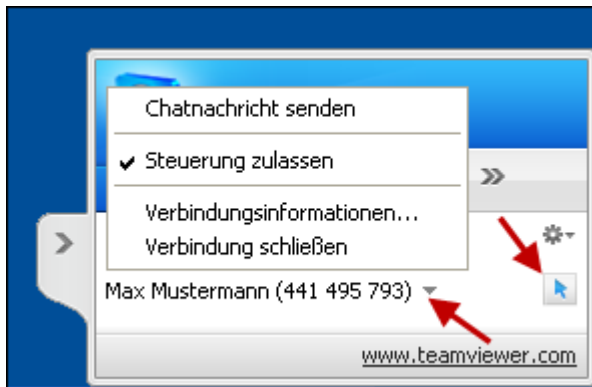 Chatnachricht senden
Steuerung zulassen
Verbindungsinformationen...
Verbindung schließen
Max Mustermann (441 495 793)
www.teamviewer.com